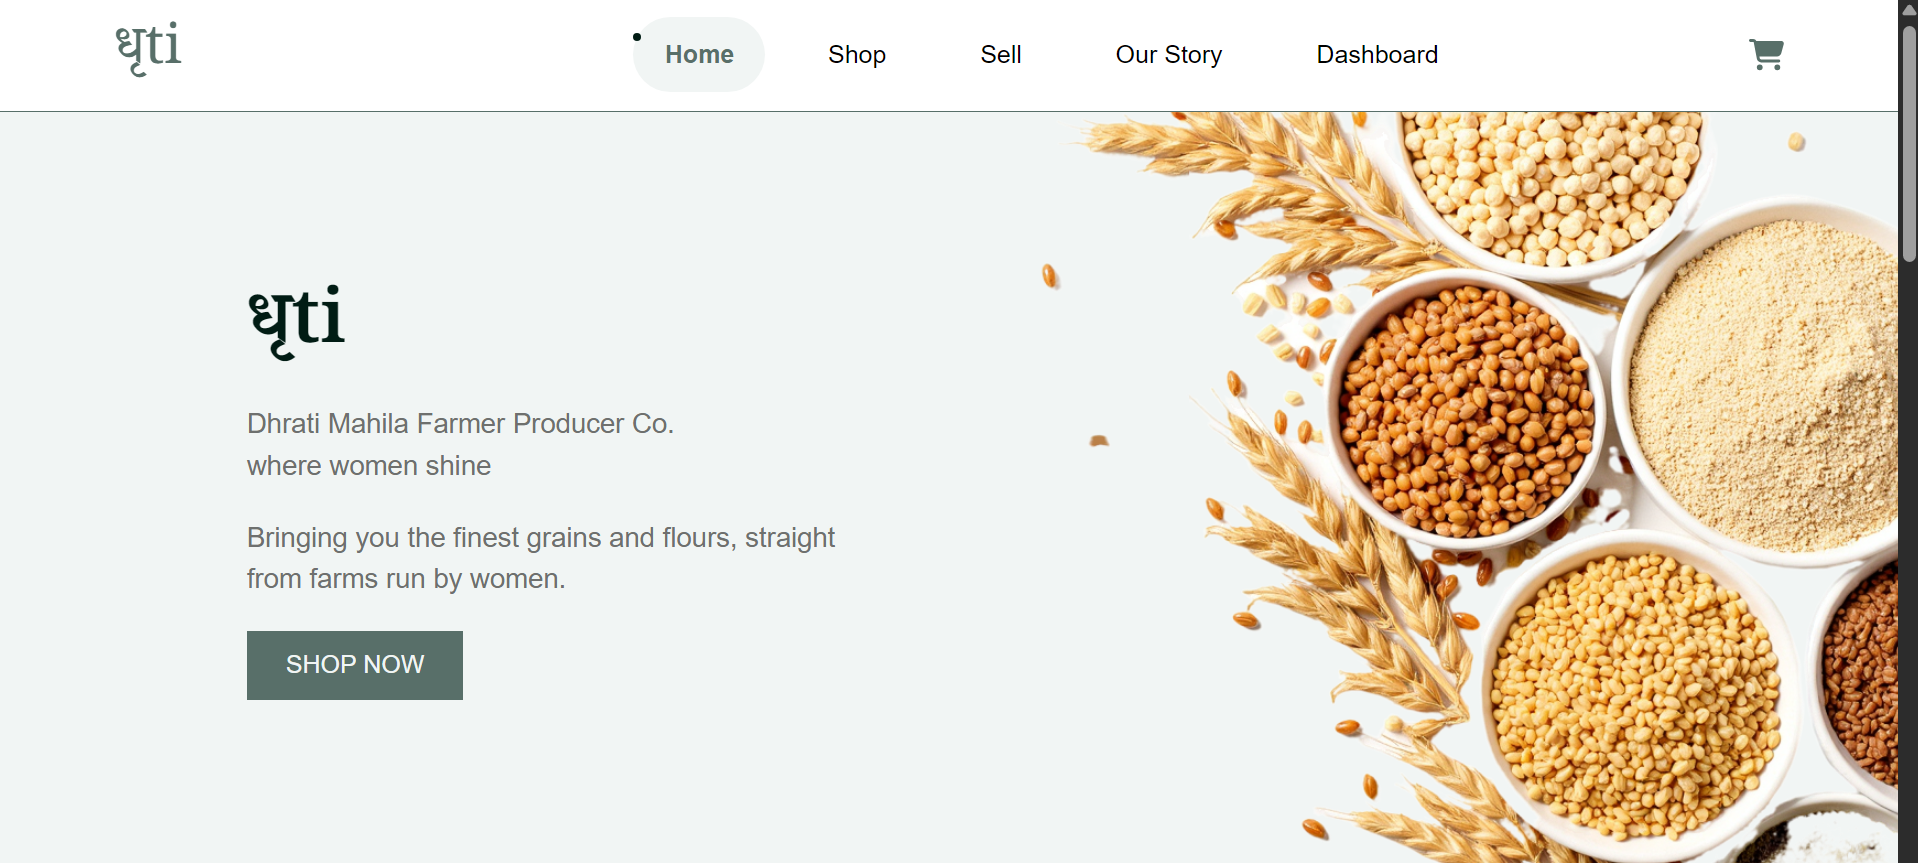 धृti
Home
Shop
Sell
Our Story
Dashboard
धृti
Dhrati Mahila Farmer Producer Co.
where women shine
Bringing you the finest grains and flours, straight
from farms run by women.
SHOP NOW